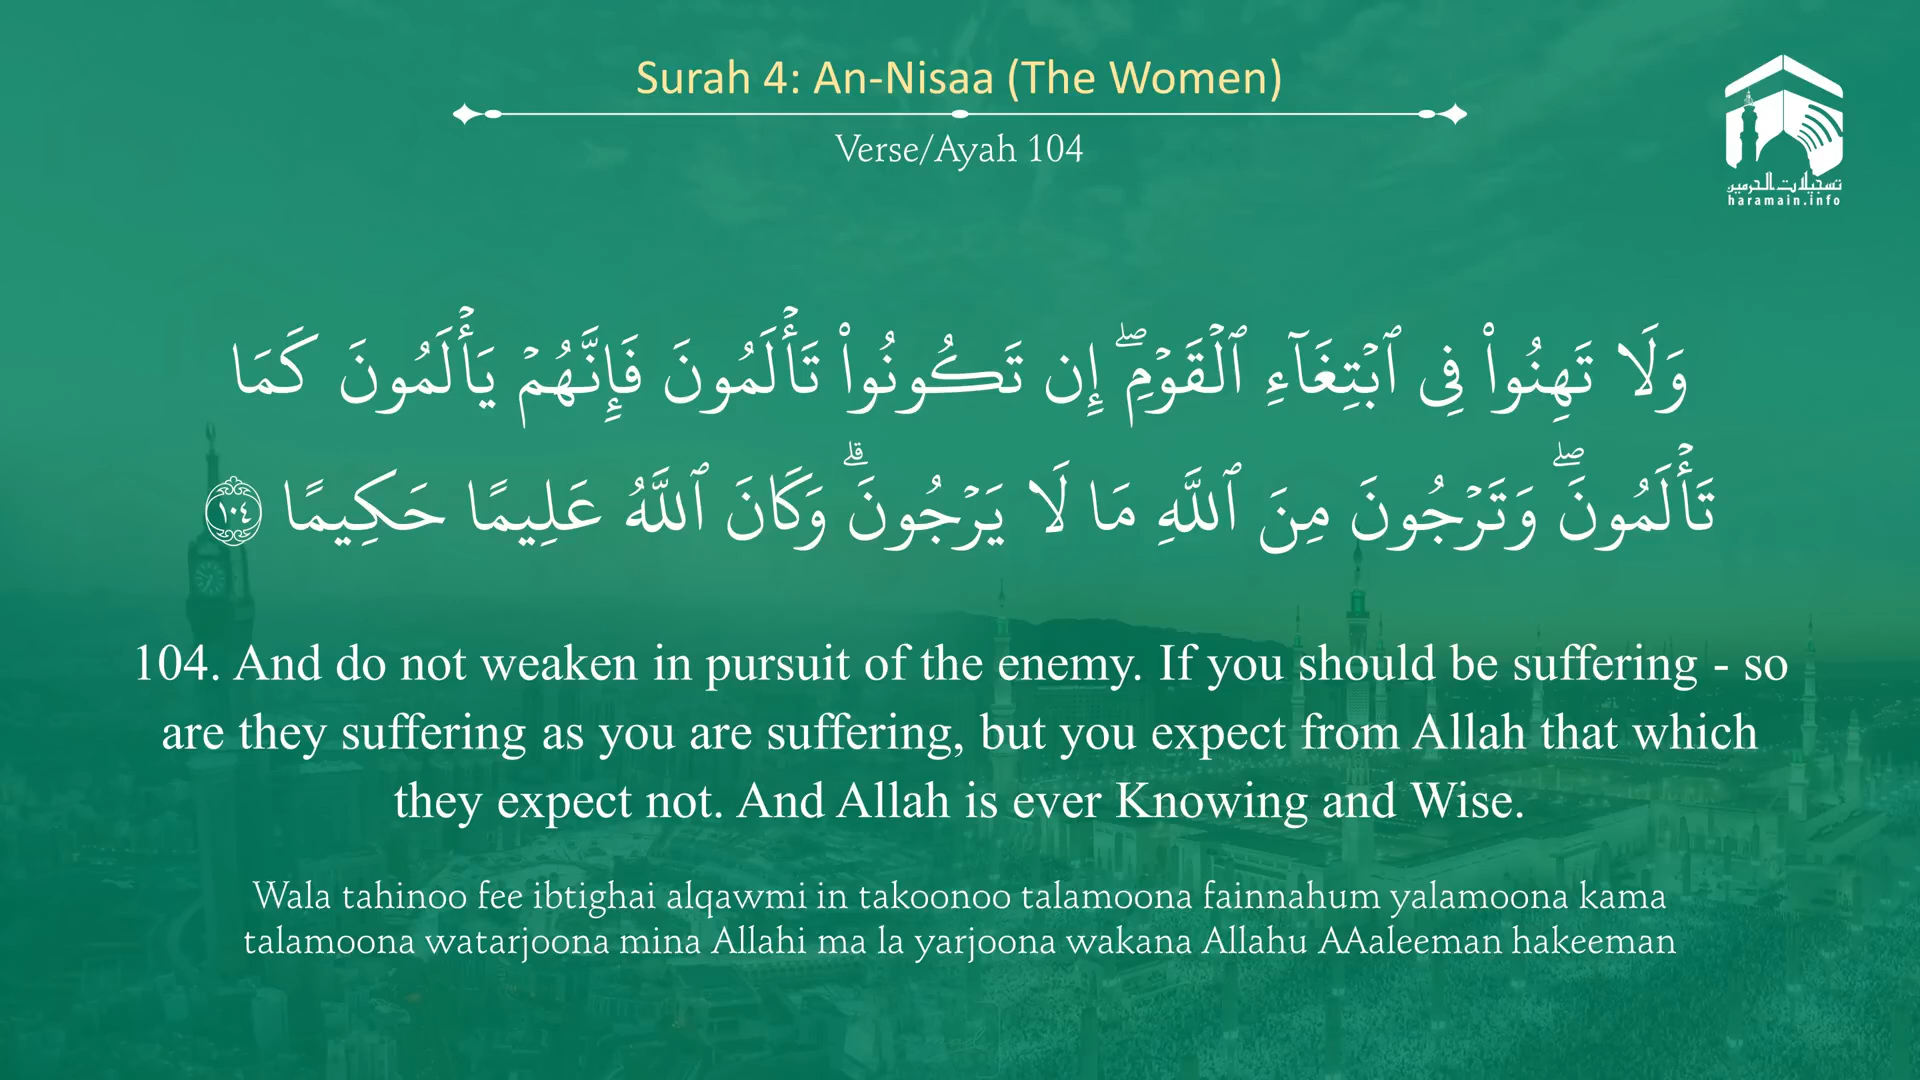 Surah 4: An-Nisaa (The Women)
Verse/Ayah 104
تسجيلات الحرمين
haramain.info
وَلَا تَهِنُوا۟ فِى ٱبْتِغَآءِ ٱلْقَوْمِ ۖ إِن تَكُونُوا۟ تَأْلَمُونَ فَإِنَّهُمْ يَأْلَمُونَ كَمَا
تَأْلَمُونَ ۖ وَتَرْجُونَ مِنَ ٱللَّهِ مَا لَا يَرْجُونَ ۗ وَكَانَ ٱللَّهُ عَلِيمًا حَكِيمًا ١٠٤
104. And do not weaken in pursuit of the enemy. If you should be suffering - so
are they suffering as you are suffering, but you expect from Allah that which
they expect not. And Allah is ever Knowing and Wise.
Wala tahinoo fee ibtighai alqawmi in takoonoo talamoona fainnahum yalamoona kama
talamoona watarjoona mina Allahi ma la yarjoona wakana Allahu AAaleeman hakeeman